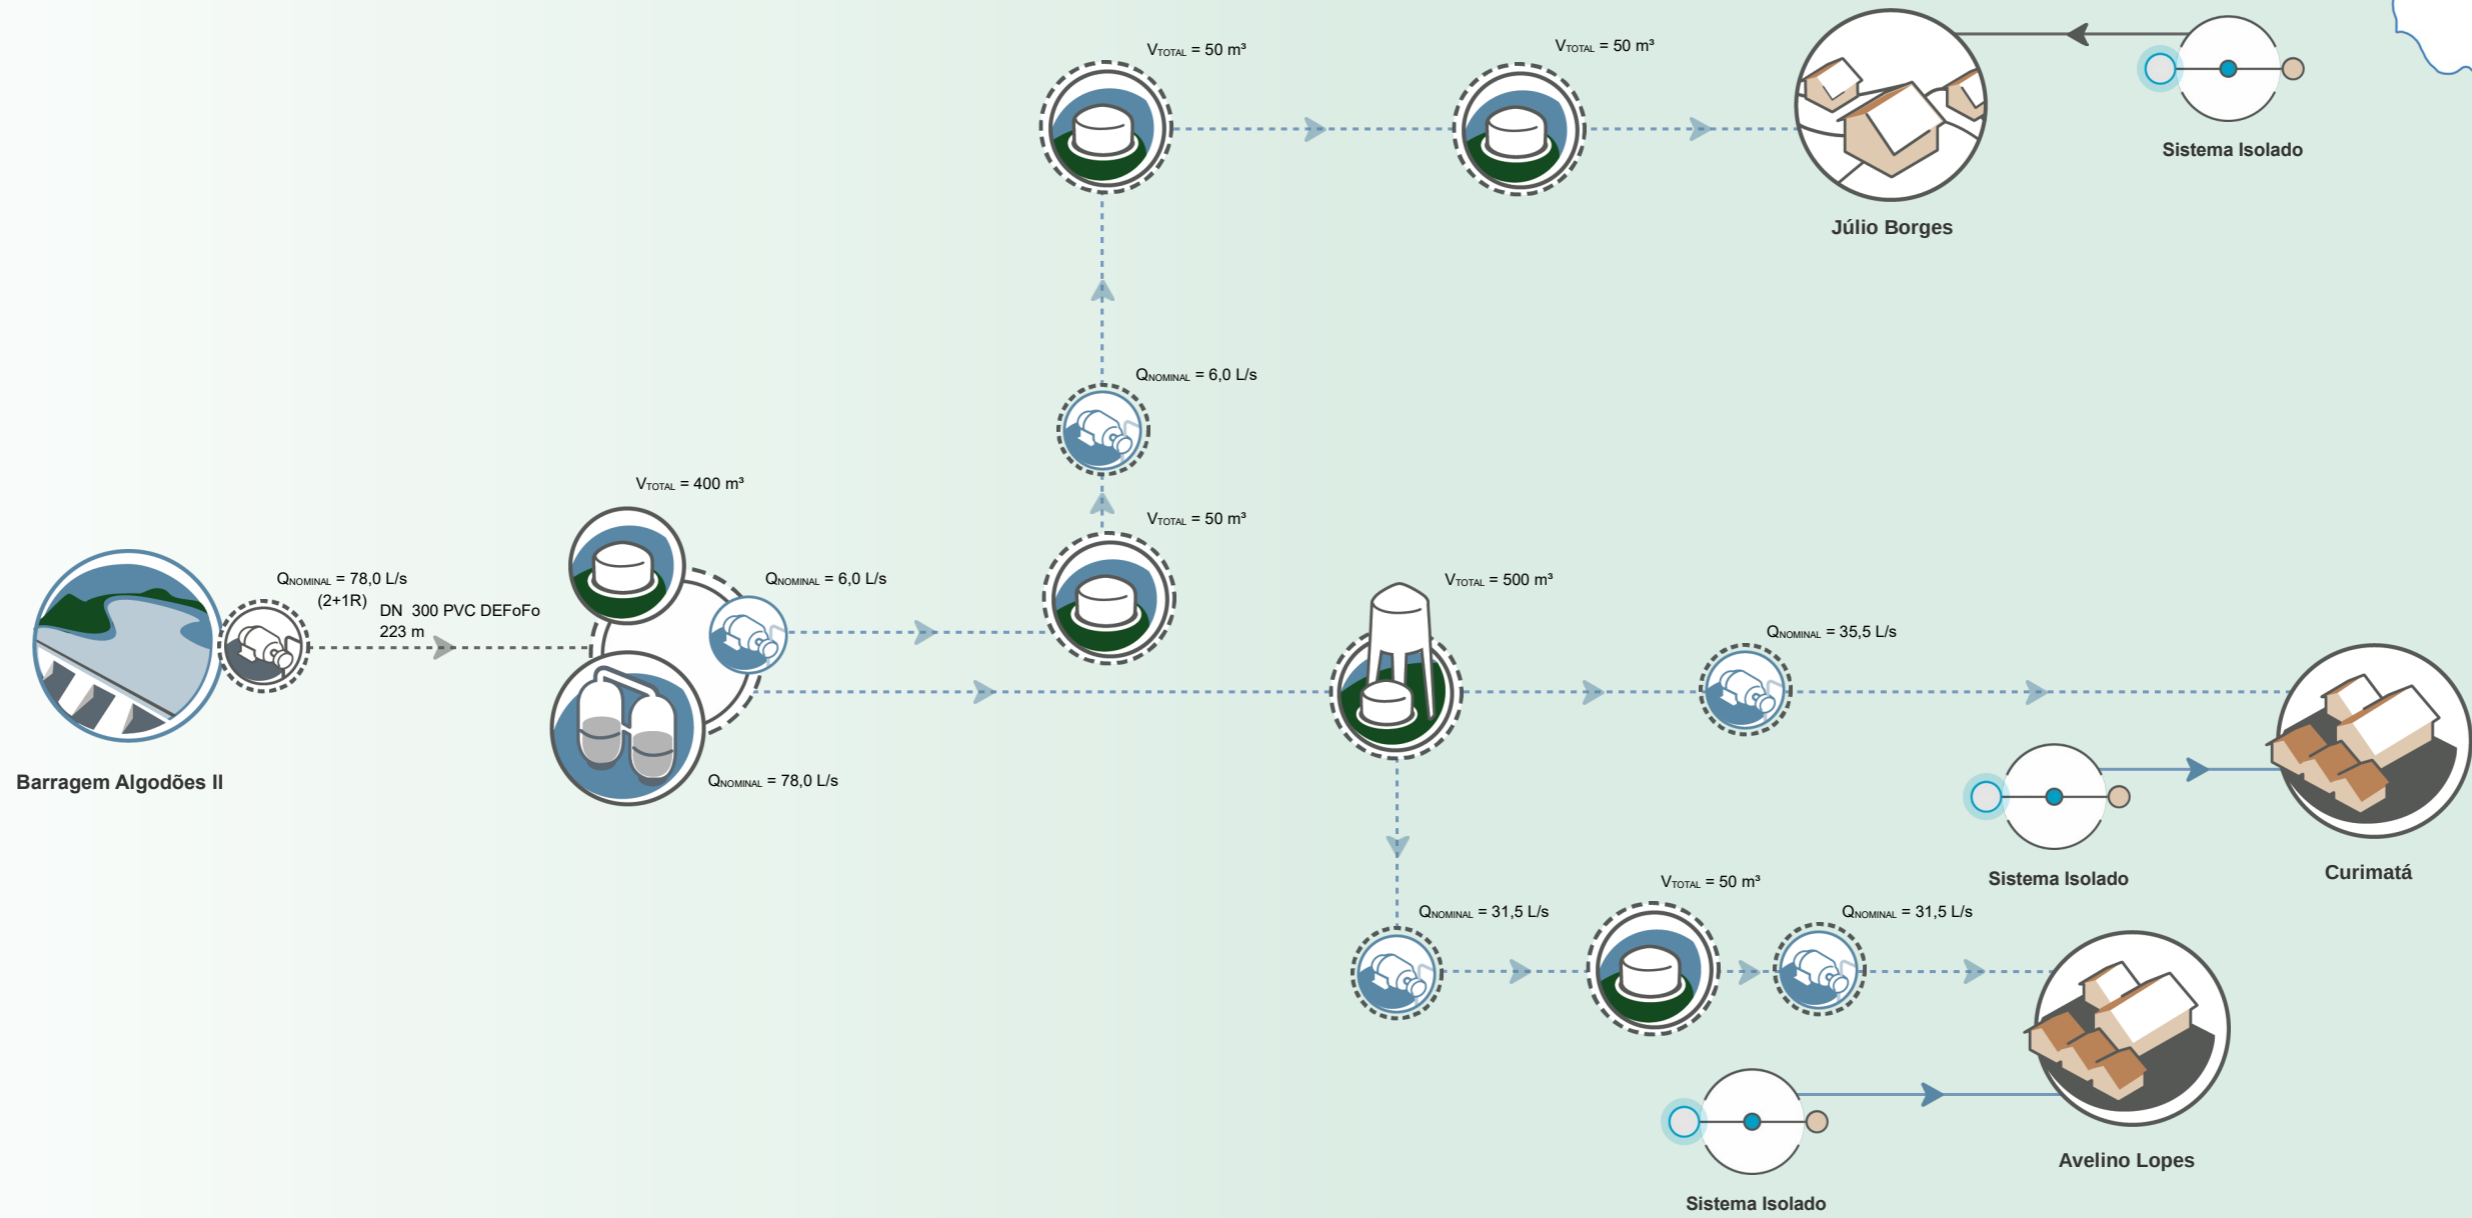 VTOTAL = 50 m³
VTOTAL = 50 m³
Sistema Isolado
Júlio Borges
QNOMINAL = 6,0 L/s
VTOTAL = 400 m³
VTOTAL = 50 m³
QNOMINAL = 78,0 L/s
(2+1R)
DN 300 PVC DEFoFo
223 m
QNOMINAL = 6,0 L/s
VTOTAL = 500 m³
QNOMINAL = 35,5 L/s
Barragem Algodões II
QNOMINAL = 78,0 L/s
Sistema Isolado
Curimatá
VTOTAL = 50 m³
QNOMINAL = 31,5 L/s
QNOMINAL = 31,5 L/s
Avelino Lopes
Sistema Isolado